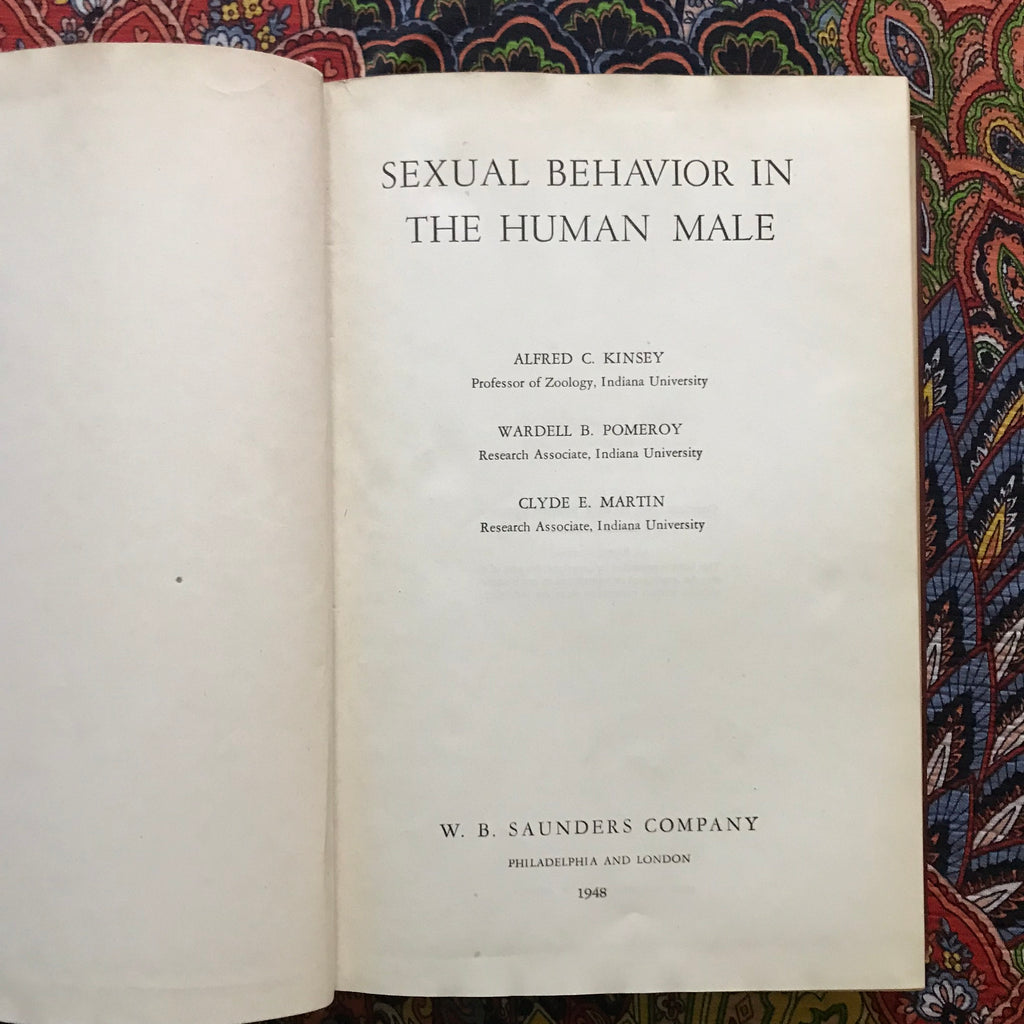 SEXUAL BEHAVIOR IN
THE HUMAN MALE
ALFRED C. KINSEY
Professor of Zoology, Indiana University
WARDELL B. POMEROY
Research Associate, Indiana University
CLYDE E. MARTIN
Research Associate, Indiana University
W. B. SAUNDERS COMPANY
PHILADELPHIA AND LONDON
1948